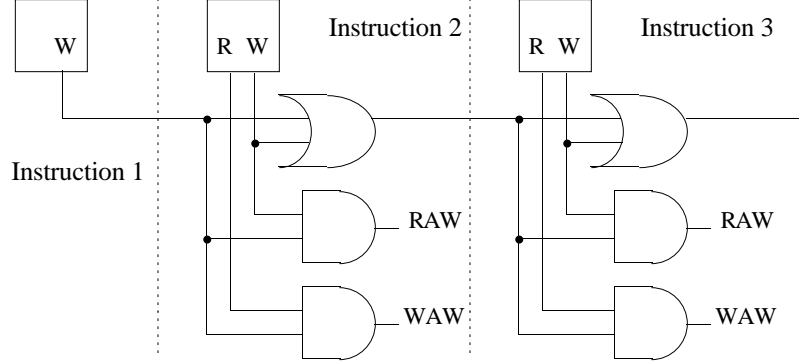 W
R W
Instruction 2
R W
Instruction 3
Instruction 1
RAW
RAW
WAW
WAW